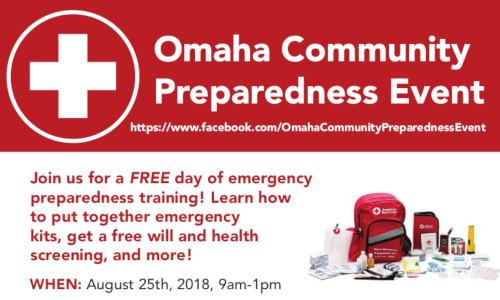 Omaha Community
Preparedness Event
https://www.facebook.com/OmahaCommunityPreparednessEvent
Join us for a FREE day of emergency
preparedness training! Learn how
to put together emergency
kits, get a free will and health
screening, and more!
WHEN: August 25th, 2018, 9am-1pm